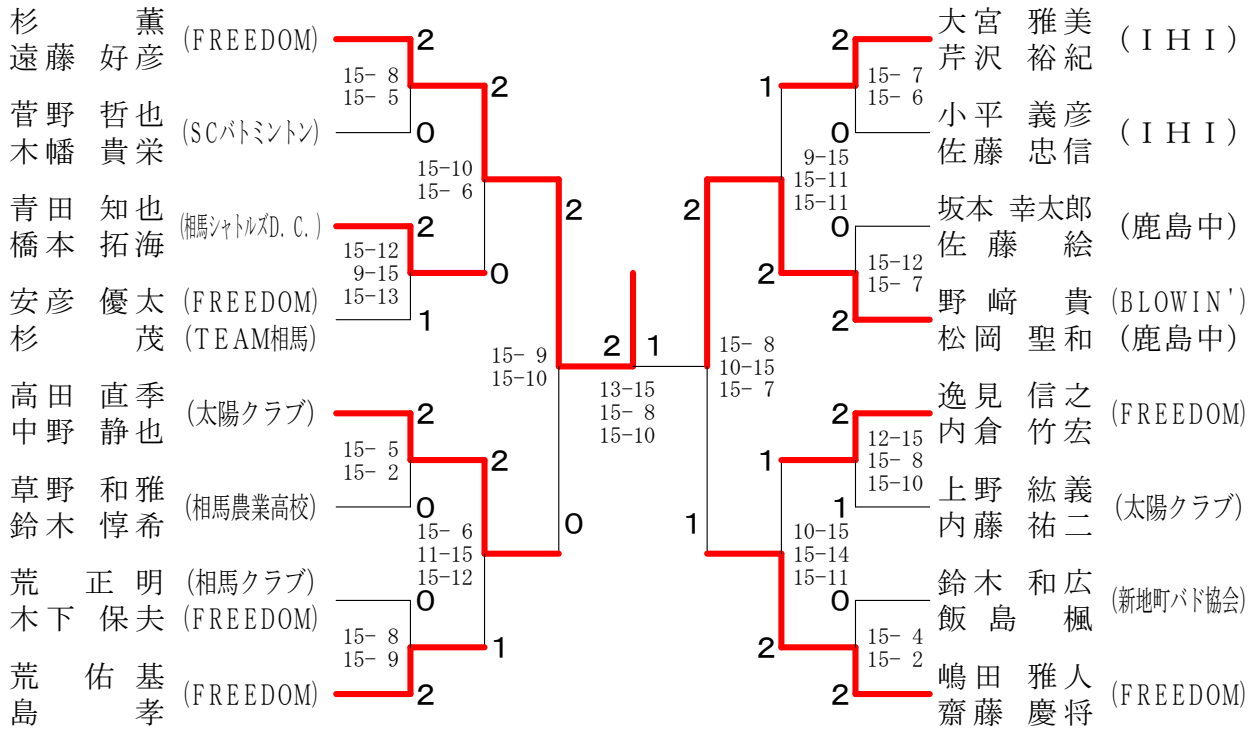 杉 薫
遠藤 好彦
(FREEDOM)
2
15- 8
15- 5
菅野 哲也
木幡 貴栄
(SCバトミントン)
0
2
15-10
15- 6
青田 知也
橋本 拓海
(相馬シャトルズD.C.)
2
15-12
9-15
15-13
0
安彦 優太 (FREEDOM)
杉 茂 (TEAM相馬)
1
2
15- 9
15-10
高田 直季
中野 静也
(太陽クラブ)
2
15- 5
15- 2
草野 和雅
鈴木 惇希
(相馬農業高校)
0
2
15- 6
11-15
15-12
0
荒 正明 (相馬クラブ)
木下 保夫 (FREEDOM)
0
15- 8
15- 9
1
荒 佑基
島 孝
(FREEDOM)
2
2 1
13-15
15- 8
15-10
大宮 雅美
芹沢 裕紀
(IHI)
2
15- 7
15- 6
小平 義彦
佐藤 忠信
(IHI)
0
1
9-15
15-11
15-11
坂本 幸太郎
佐藤 絵
(鹿島中)
0
15-12
15- 7
2
野﨑 貴 (BLOWIN')
松岡 聖和 (鹿島中)
2
2
15- 8
10-15
15- 7
逸見 信之
内倉 竹宏
(FREEDOM)
2
12-15
15- 8
15-10
上野 紘義
内藤 祐二
(太陽クラブ)
1
1
10-15
15-14
15-11
1
鈴木 和広
飯島 楓
(新地町バド協会)
0
15- 4
15- 2
2
嶋田 雅人
齋藤 慶将
(FREEDOM)
2